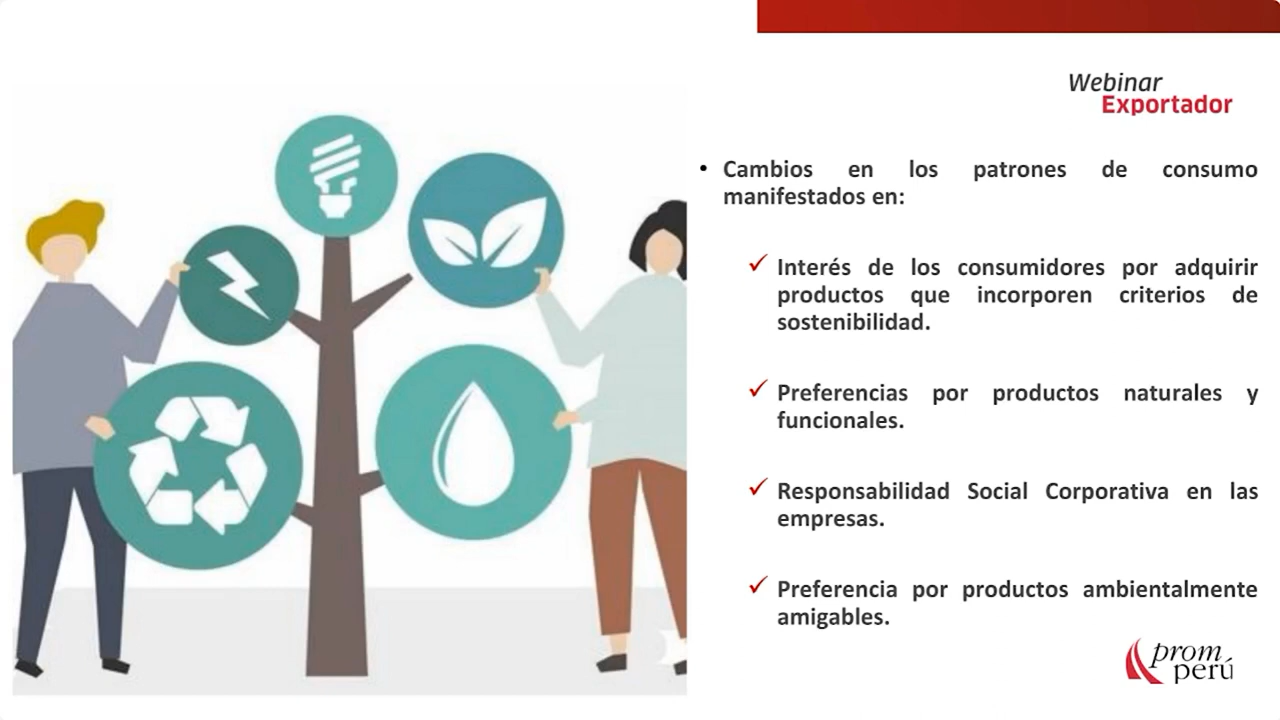 Webinar
Exportador
• Cambios en los patrones de consumo
manifestados en:
✓ Interés de los consumidores por adquirir
productos que incorporen criterios de
sostenibilidad.
✓ Preferencias por productos naturales y
funcionales.
✓ Responsabilidad Social Corporativa en las
empresas.
✓ Preferencia por productos ambientalmente
amigables.
prom
perú